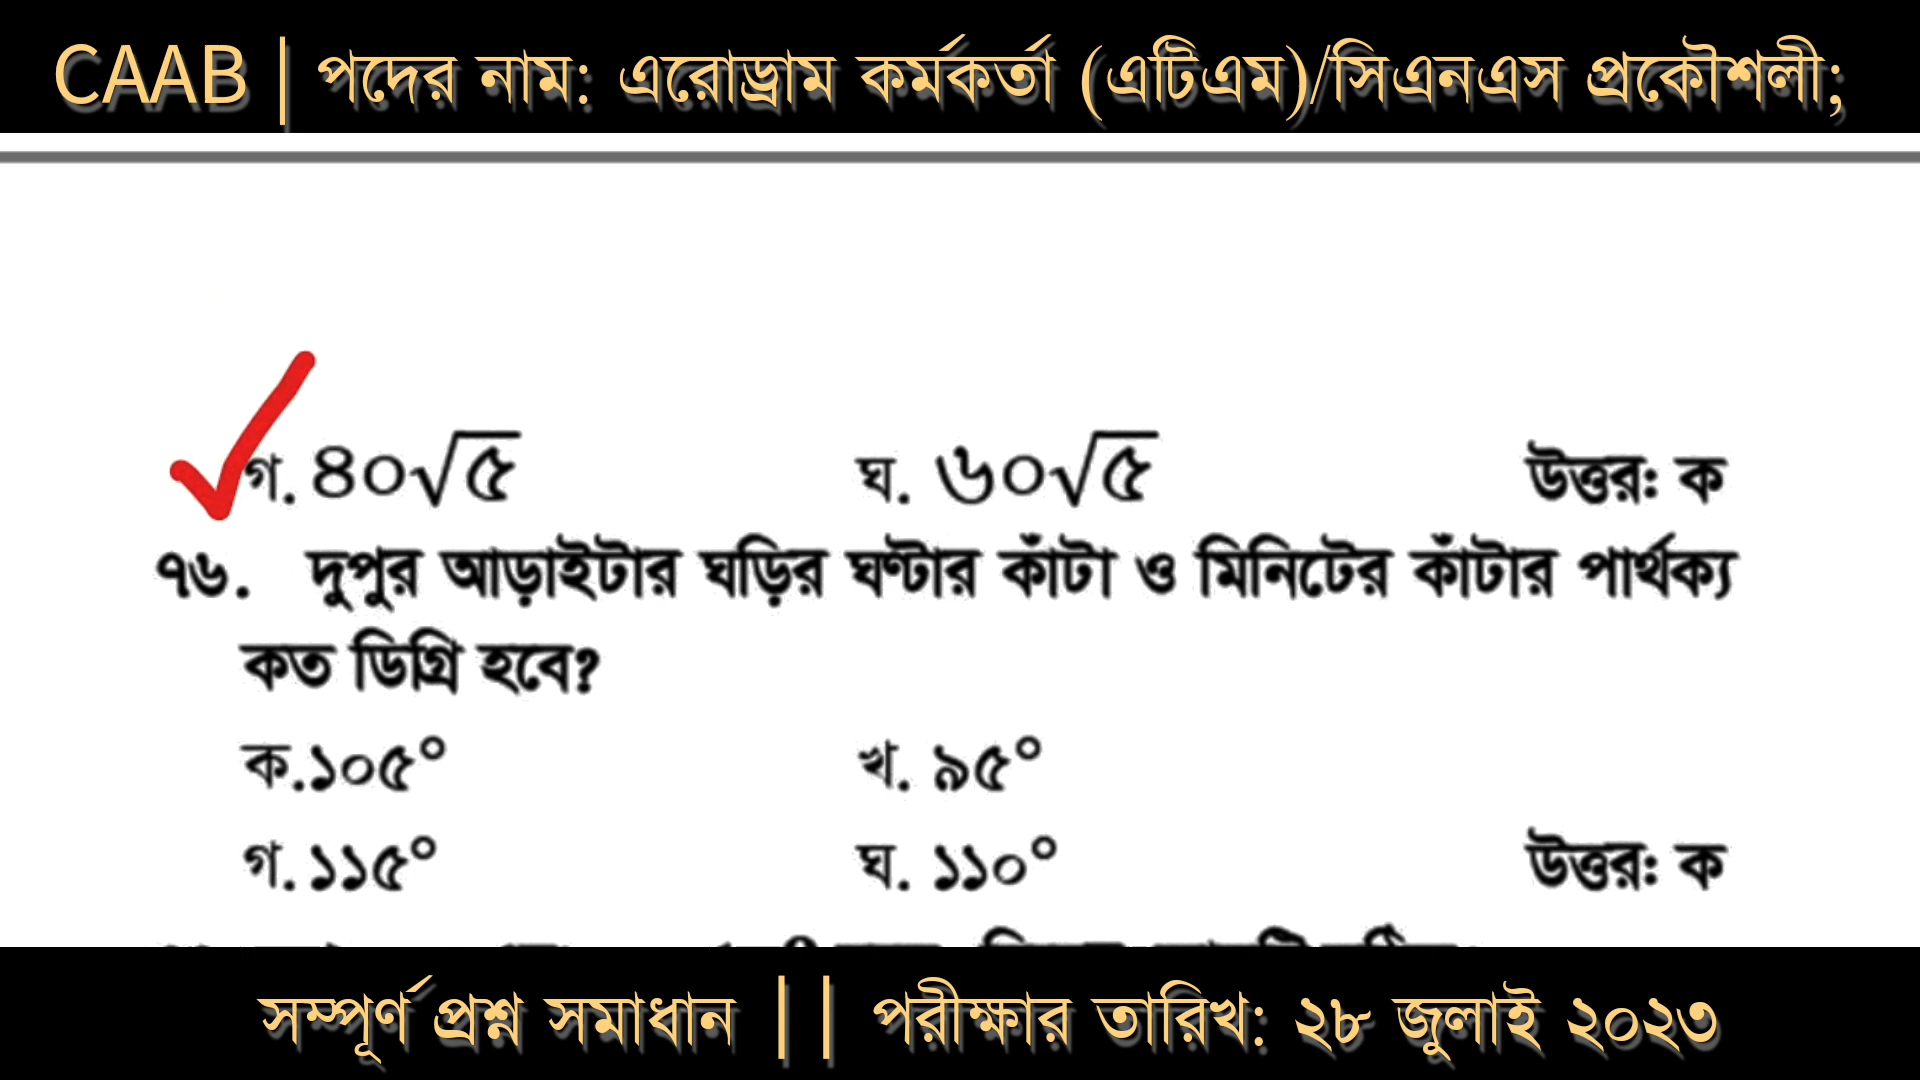 CAAB | পদের নাম: এরোড্রাম কর্মকর্তা (এটিএম)/সিএনএস প্রকৌশলী;
গ. ৪০√৫ ঘ. ৬০√৫ উত্তরঃ ক
৭৬. দুপুর আড়াইটার ঘড়ির ঘণ্টার কাঁটা ও মিনিটের কাঁটার পার্থক্য
কত ডিগ্রি হবে?
ক.১০৫° খ. ৯৫°
গ.১১৫° ঘ. ১১০° উত্তরঃ ক
সম্পূর্ণ প্রশ্ন সমাধান || পরীক্ষার তারিখ: ২৮ জুলাই ২০২৩